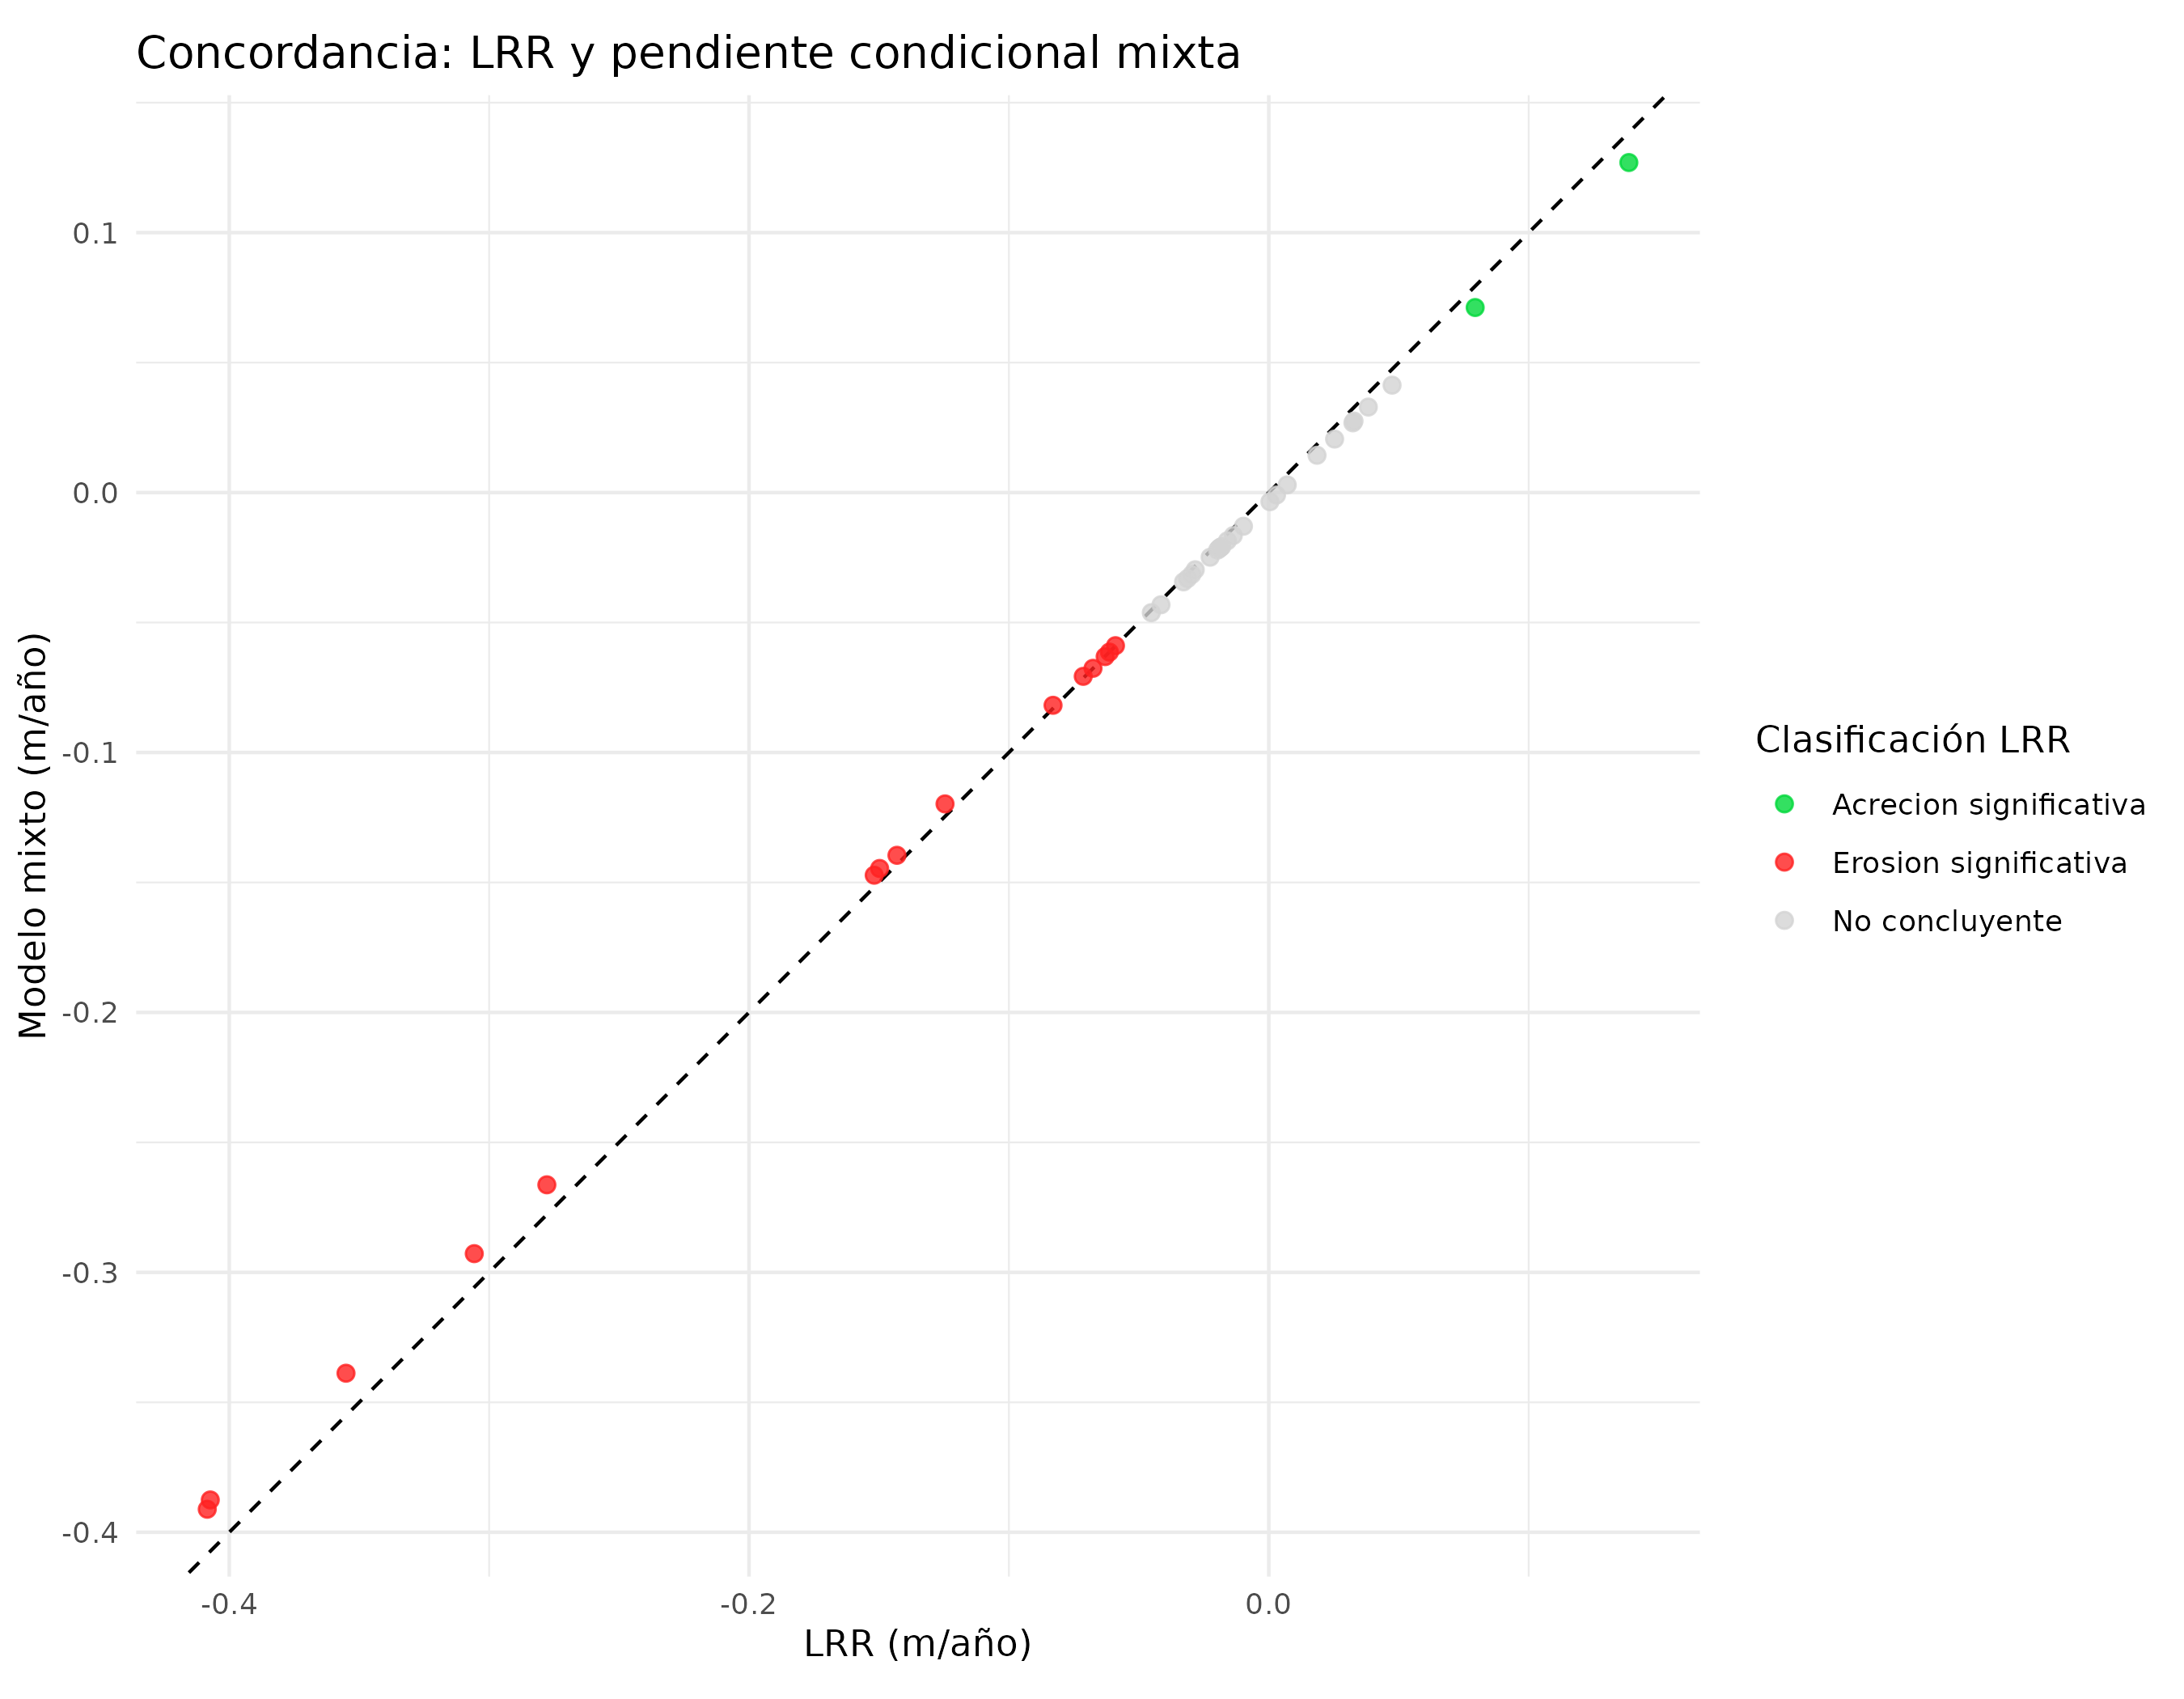 Concordancia: LRR y pendiente condicional mixta
Modelo mixto (m/año)
0.1
0.0
-0.1
-0.2
-0.3
-0.4
-0.4
-0.2
0.0
LRR (m/año)
Clasificación LRR
Acrecion significativa
Erosion significativa
No concluyente